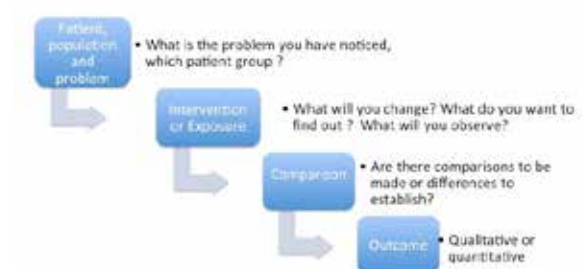 Patient,
population
and
problem
• What is the problem you have noticed,
which patient group ?
Intervention
or Exposure
• What will you change? What do you want to
find out ? What will you observe?
Comparison
• Are there comparisons to be
made or differences to
establish?
Outcome
• Qualitative or
quantitative